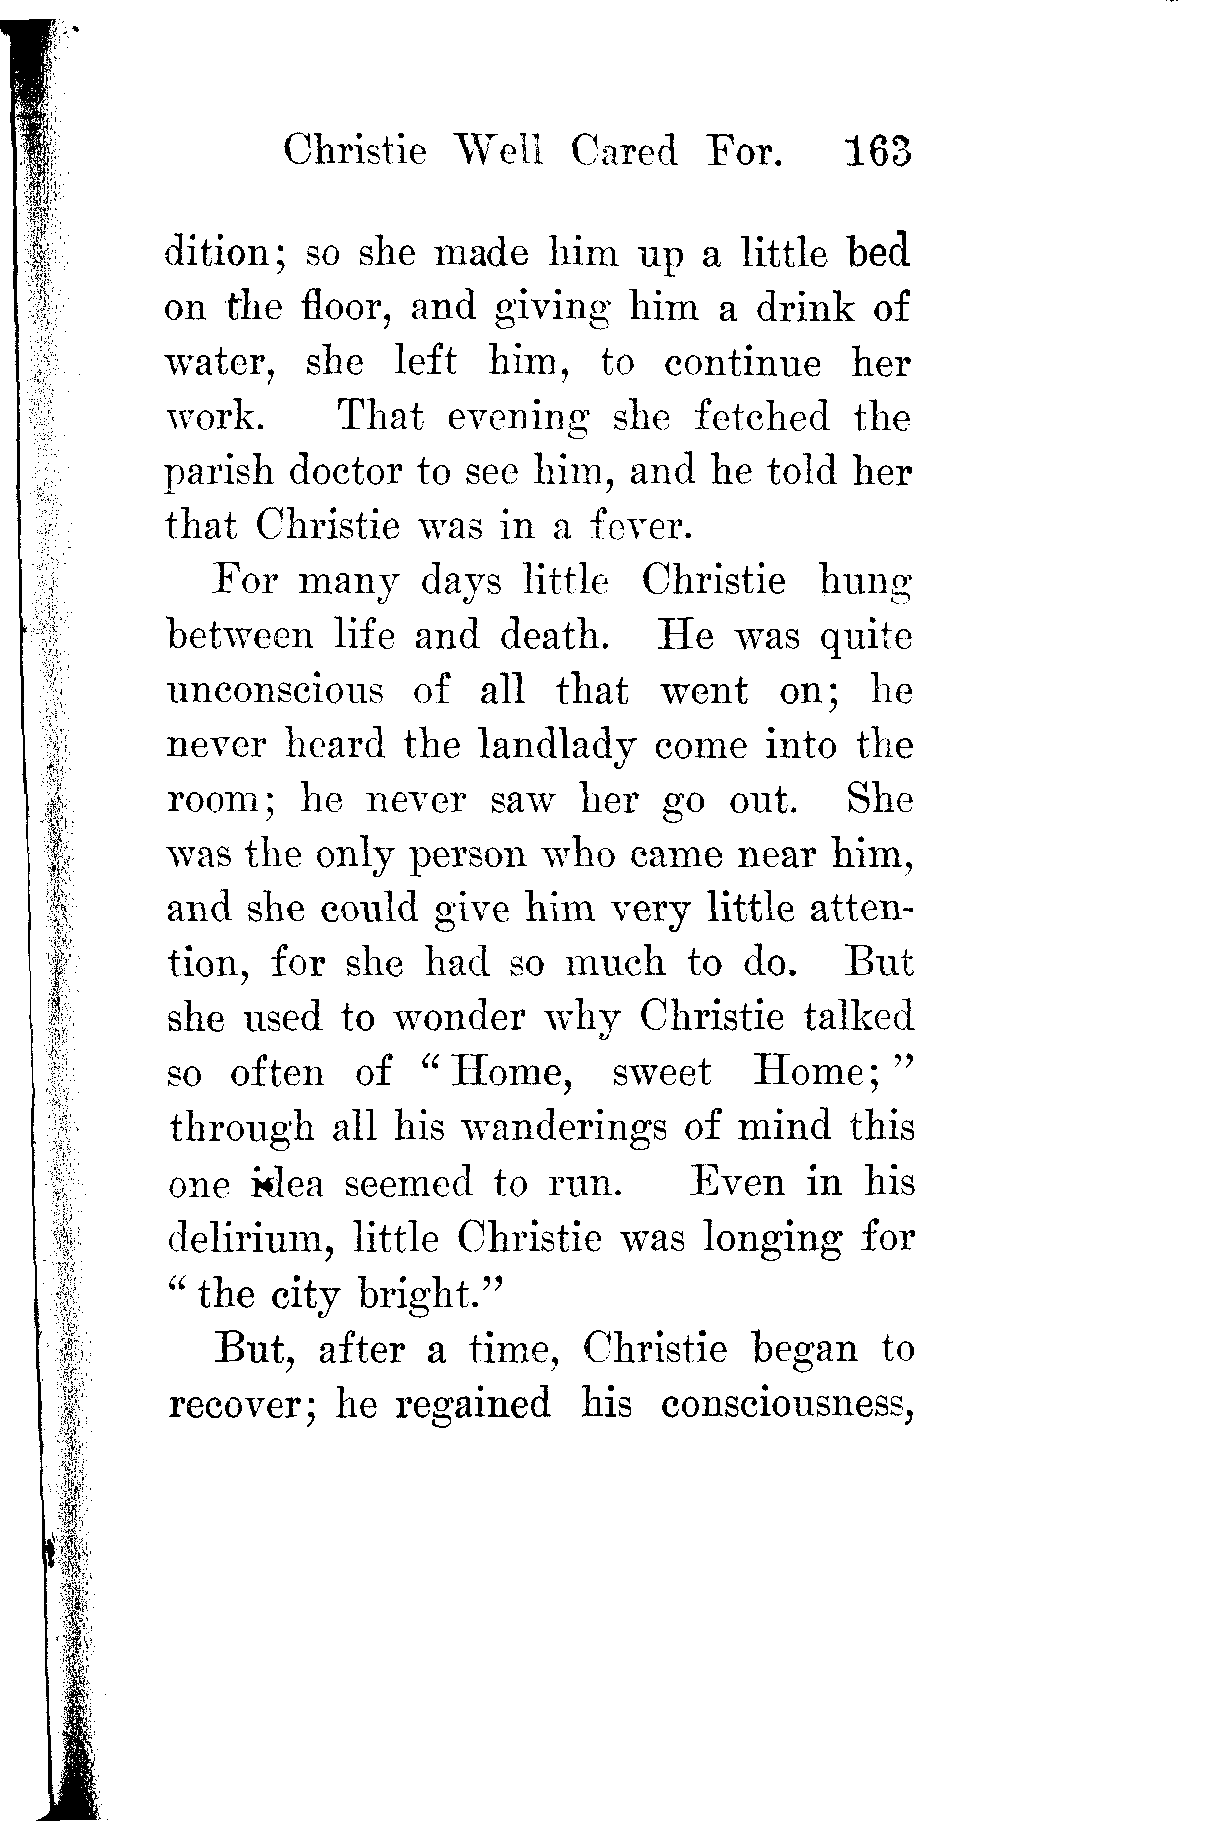 Christie Well Cared For. 163
dition; so she made him up a little bed
on the floor, and giving him a drink of
water, she left him, to continue her
work. That evening she fetched the
parish doctor to see him, and he told her
that Christie was in a fever.
For many days little Christie hung
between life and death. He was quite
unconscious of all that went on; he
never heard the landlady come into the
room; he never saw her go out. She
was the only person who came near him,
and she could give him very little atten-
tion, for she had so much to do. But
she used to wonder why Christie talked
so often of “Home, sweet Home;”
through all his wanderings of mind this
one idea seemed to run. Even in his
delirium, little Christie was longing for
“the city bright.”
But, after a time, Christie began to
recover; he regained his consciousness,